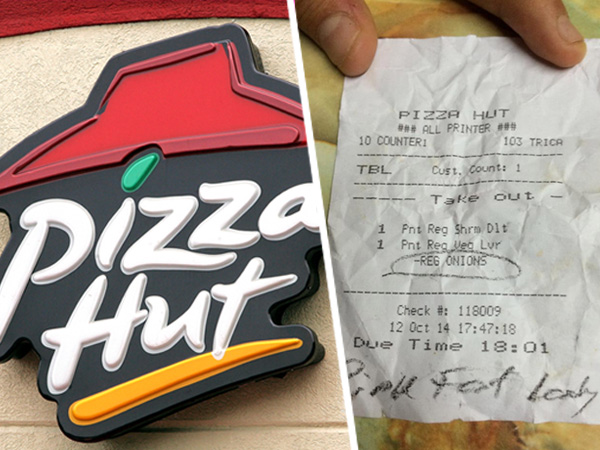 Pizza
Hut
PIZZA HUT
### ALL PRINTER ###
10 COUNTER1 103 TRICA
TBL Cust. Count: 1
----- Take out -
1 Pnt Reg Shrm Dlt
1 Pnt Reg Veg Lvr
-REG ONIONS
Check #: 118009
12 Oct 14 17:47:18
Due Time 18:01
Pink Fat Lady